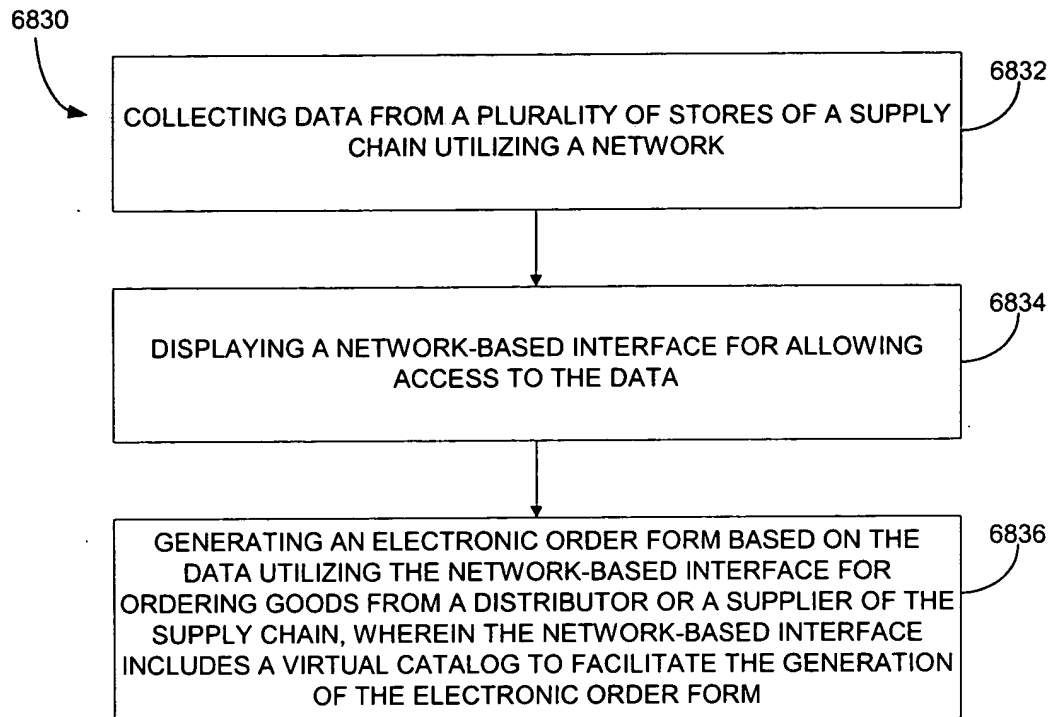 6830
6832
COLLECTING DATA FROM A PLURALITY OF STORES OF A SUPPLY
CHAIN UTILIZING A NETWORK
6834
DISPLAYING A NETWORK-BASED INTERFACE FOR ALLOWING
ACCESS TO THE DATA
6836
GENERATING AN ELECTRONIC ORDER FORM BASED ON THE
DATA UTILIZING THE NETWORK-BASED INTERFACE FOR
ORDERING GOODS FROM A DISTRIBUTOR OR A SUPPLIER OF THE
SUPPLY CHAIN, WHEREIN THE NETWORK-BASED INTERFACE
INCLUDES A VIRTUAL CATALOG TO FACILITATE THE GENERATION
OF THE ELECTRONIC ORDER FORM